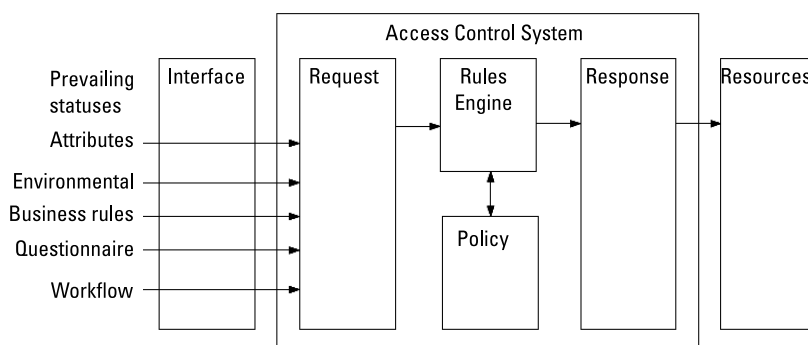 Access Control System
Prevailing
statuses
Interface
Request
Rules
Engine
Response
Resources
Attributes
Environmental
Business rules
Questionnaire
Workflow
Policy